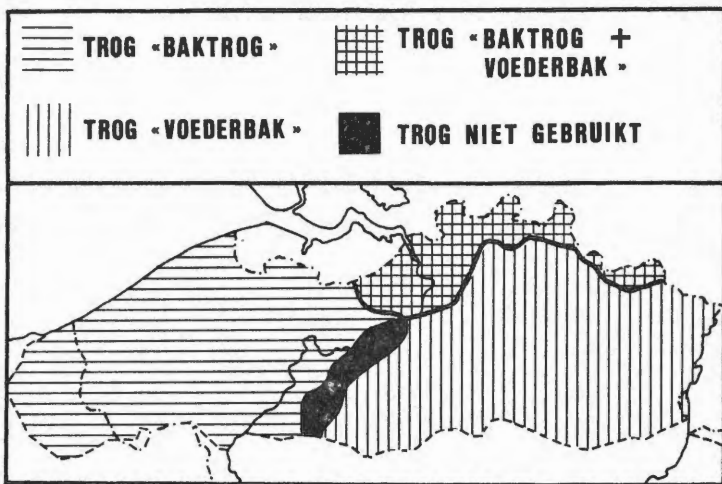 TROG «BAKTROG»
TROG «BAKTROG +
VOEDERBAK»
TROG «VOEDERBAK»
TROG NIET GEBRUIKT